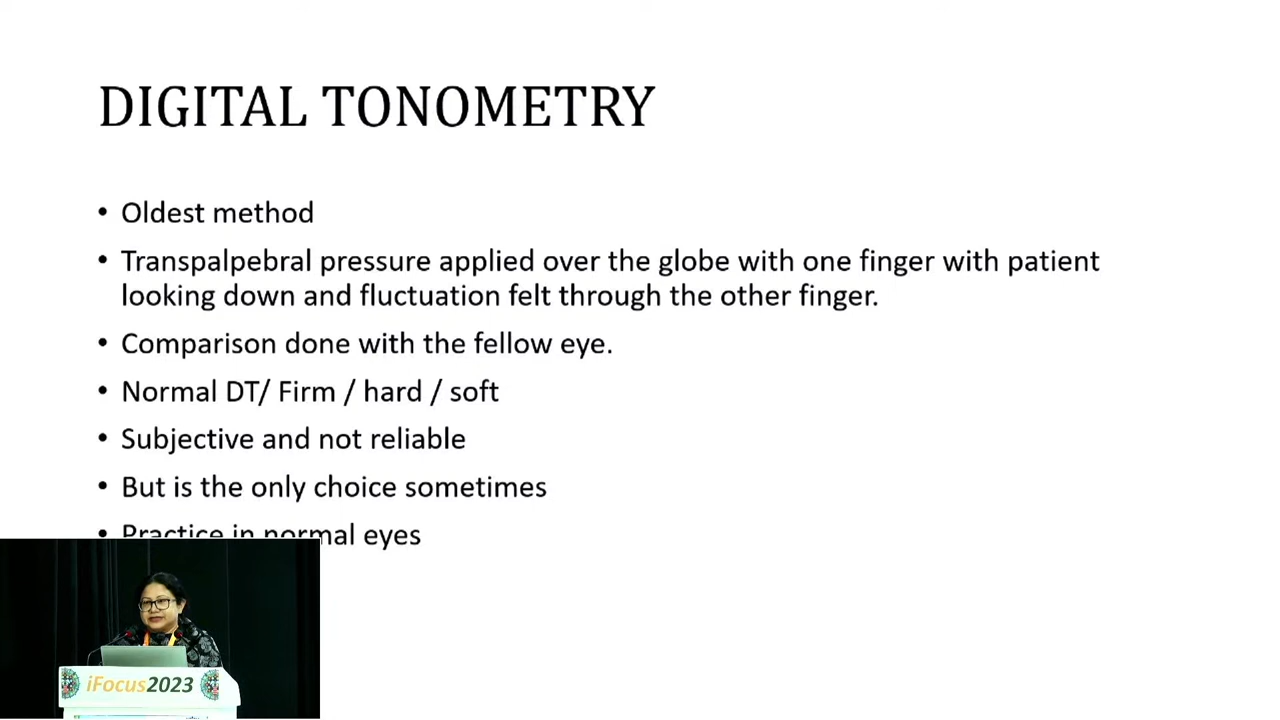 DIGITAL TONOMETRY
• Oldest method
• Transpalpebral pressure applied over the globe with one finger with patient
looking down and fluctuation felt through the other finger.
• Comparison done with the fellow eye.
• Normal DT/ Firm / hard / soft
• Subjective and not reliable
• But is the only choice sometimes
• Practice in normal eyes
iFocus2023